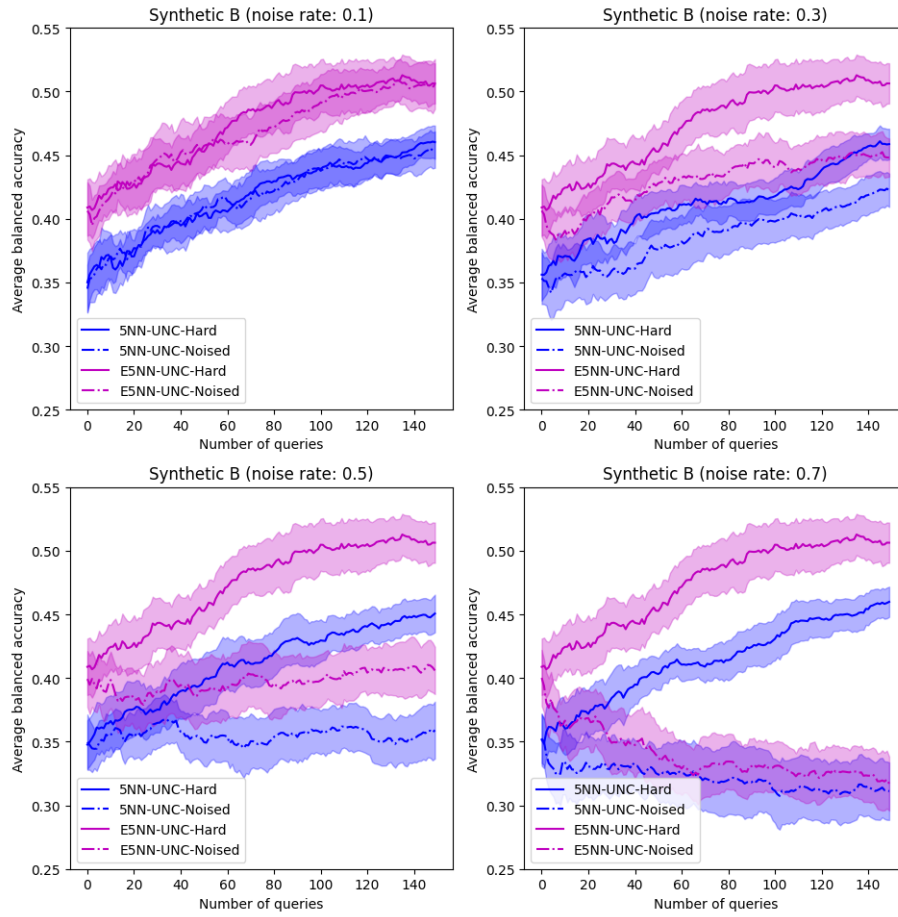 Synthetic B (noise rate: 0.1)
0.55
0.50
0.45
0.40
0.35
0.30
0.25
Average balanced accuracy
5NN-UNC-Hard
5NN-UNC-Noised
E5NN-UNC-Hard
E5NN-UNC-Noised
0 20 40 60 80 100 120 140
Number of queries
Synthetic B (noise rate: 0.3)
0.55
0.50
0.45
0.40
0.35
0.30
0.25
Average balanced accuracy
5NN-UNC-Hard
5NN-UNC-Noised
E5NN-UNC-Hard
E5NN-UNC-Noised
0 20 40 60 80 100 120 140
Number of queries
Synthetic B (noise rate: 0.5)
0.55
0.50
0.45
0.40
0.35
0.30
0.25
Average balanced accuracy
5NN-UNC-Hard
5NN-UNC-Noised
E5NN-UNC-Hard
E5NN-UNC-Noised
0 20 40 60 80 100 120 140
Number of queries
Synthetic B (noise rate: 0.7)
0.55
0.50
0.45
0.40
0.35
0.30
0.25
Average balanced accuracy
5NN-UNC-Hard
5NN-UNC-Noised
E5NN-UNC-Hard
E5NN-UNC-Noised
0 20 40 60 80 100 120 140
Number of queries